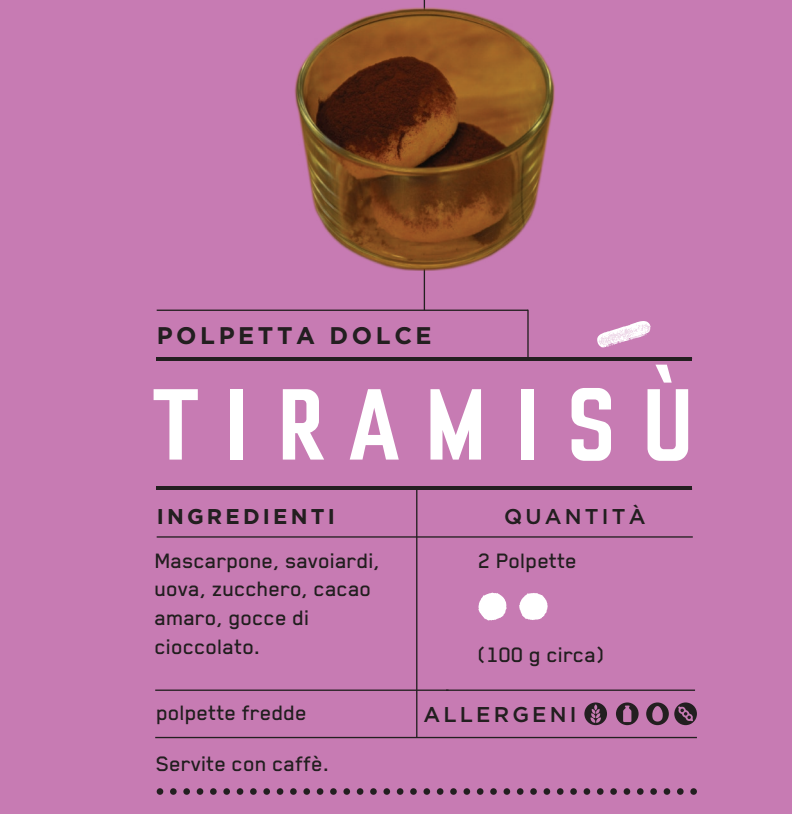 POLPETTA DOLCE
TIRAMISÙ
INGREDIENTI
QUANTITÀ
Mascarpone, savoiardi,
uova, zucchero, cacao
amaro, gocce di
cioccolato.
2 Polpette
(100 g circa)
polpette fredde
ALLERGENI
Servite con caffè.